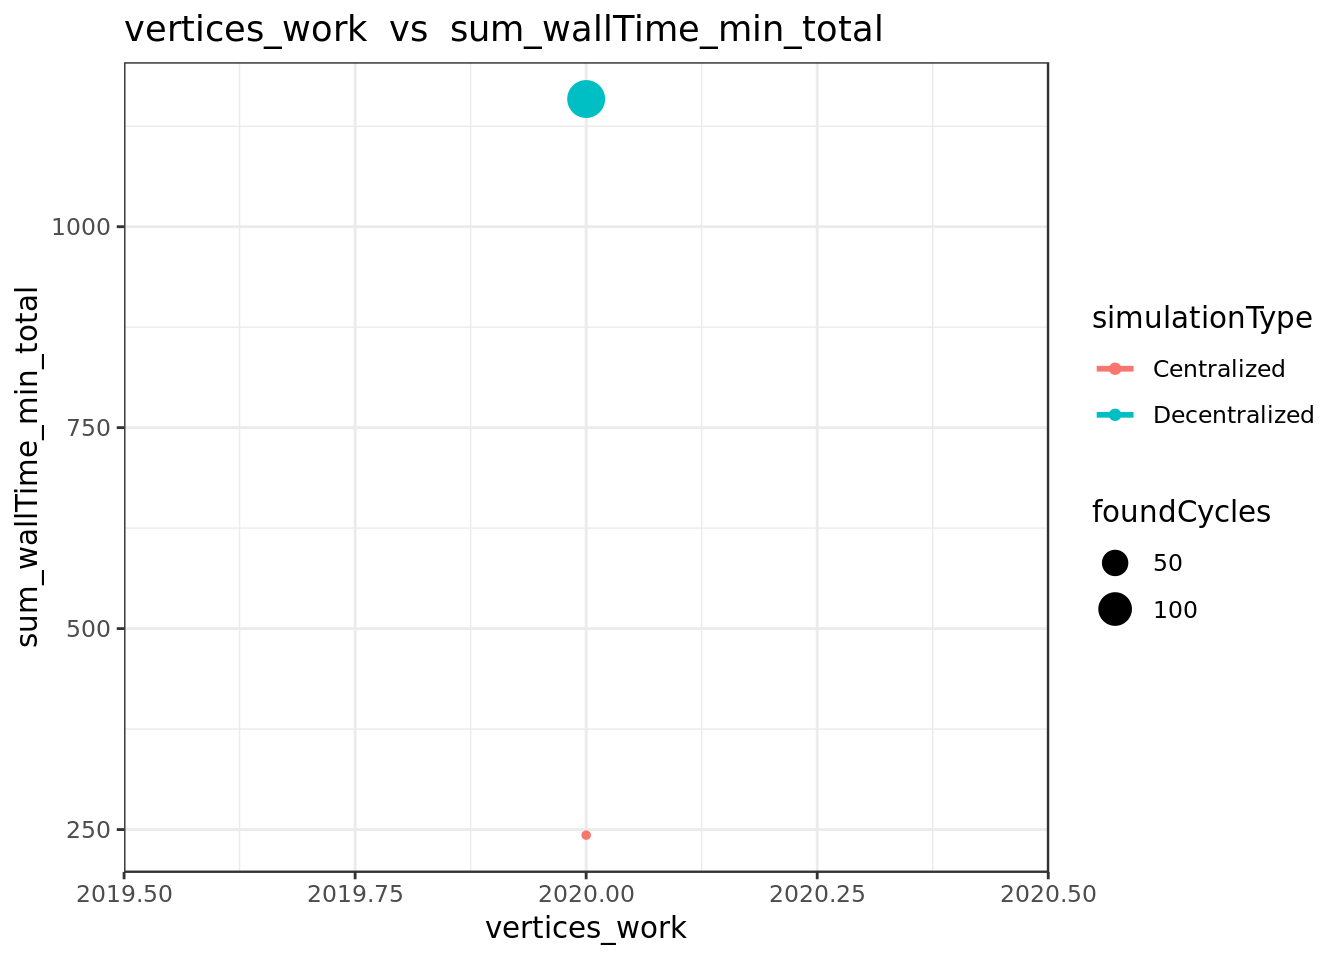 vertices_work vs sum_wallTime_min_total
sum_wallTime_min_total
1000
750
500
250
2019.50 2019.75 2020.00 2020.25 2020.50
vertices_work
simulationType
Centralized
Decentralized
foundCycles
50
100